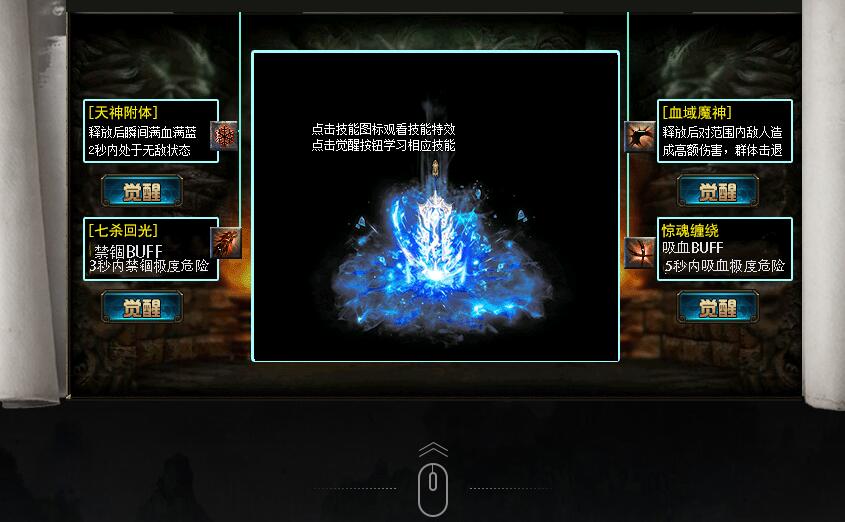 [天神附体]
释放后瞬间满血满蓝
2秒内处于无敌状态
觉醒
[七杀回光]
禁锢BUFF
3秒内禁锢极度危险
觉醒
点击技能图标观看技能特效
点击觉醒按钮学习相应技能
[血域魔神]
释放后对范围内敌人造
成高额伤害，群体击退
觉醒
惊魂缠绕
吸血BUFF
5秒内吸血极度危险
觉醒